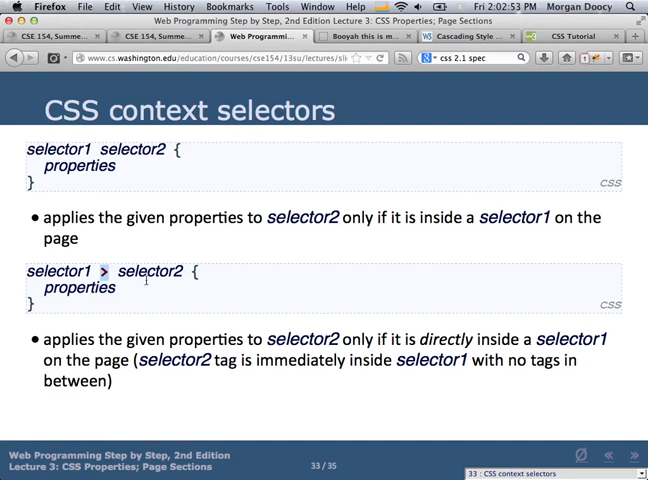 Firefox File Edit View History Bookmarks Tools Window Help Fri 2:02:53 PM Morgan Doocy
Web Programming Step by Step, 2nd Edition Lecture 3: CSS Properties; Page Sections
CSE 154, Summe... CSE 154, Summe... Web Programmi... Booyah this is m... Cascading Style ... CSS Tutorial
www.cs.washington.edu/education/courses/cse154/13su/lectures/sli css 2.1 spec
CSS context selectors
selector1 selector2 {
properties
}
CSS
• applies the given properties to selector2 only if it is inside a selector1 on the
page
selector1 > selector2 {
properties
}
CSS
• applies the given properties to selector2 only if it is directly inside a selector1
on the page (selector2 tag is immediately inside selector1 with no tags in
between)
Web Programming Step by Step, 2nd Edition
Lecture 3: CSS Properties; Page Sections
33 / 35
Ø « »
33 : CSS context selectors